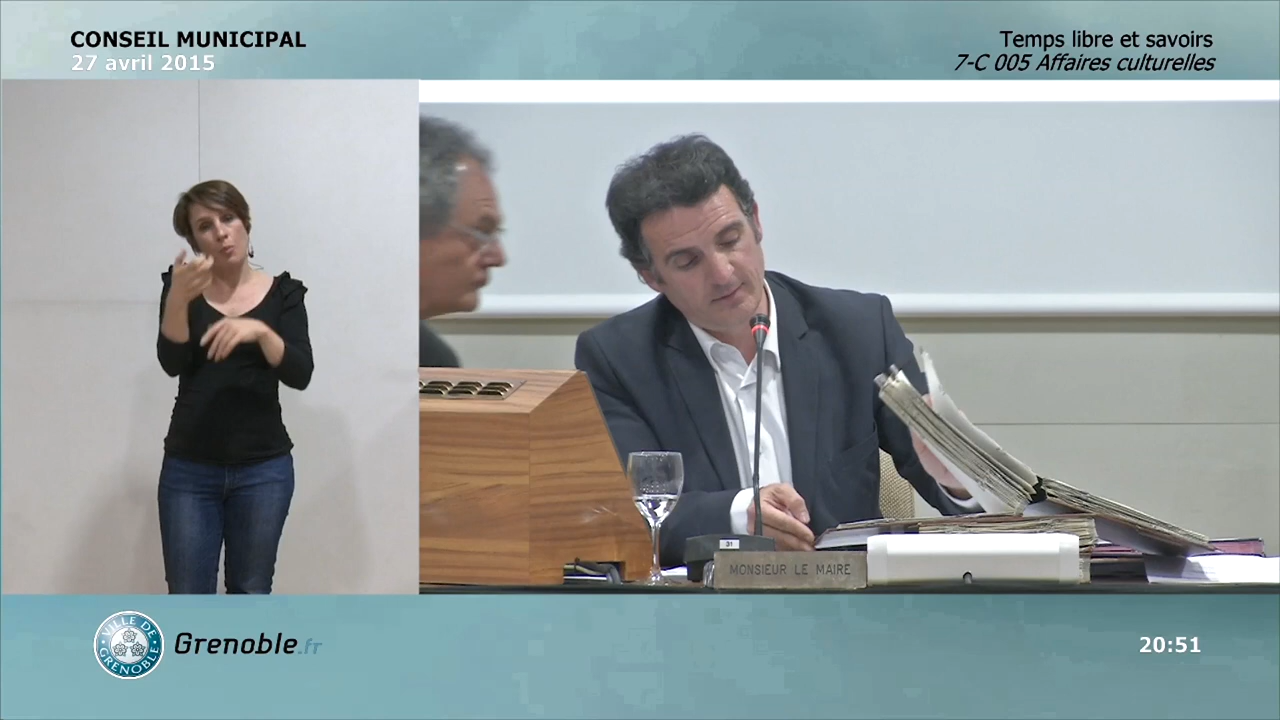 CONSEIL MUNICIPAL
27 avril 2015
Temps libre et savoirs
7-C 005 Affaires culturelles
31
MONSIEUR LE MAIRE
VILLE DE
GRENOBLE
Grenoble.fr
20:51